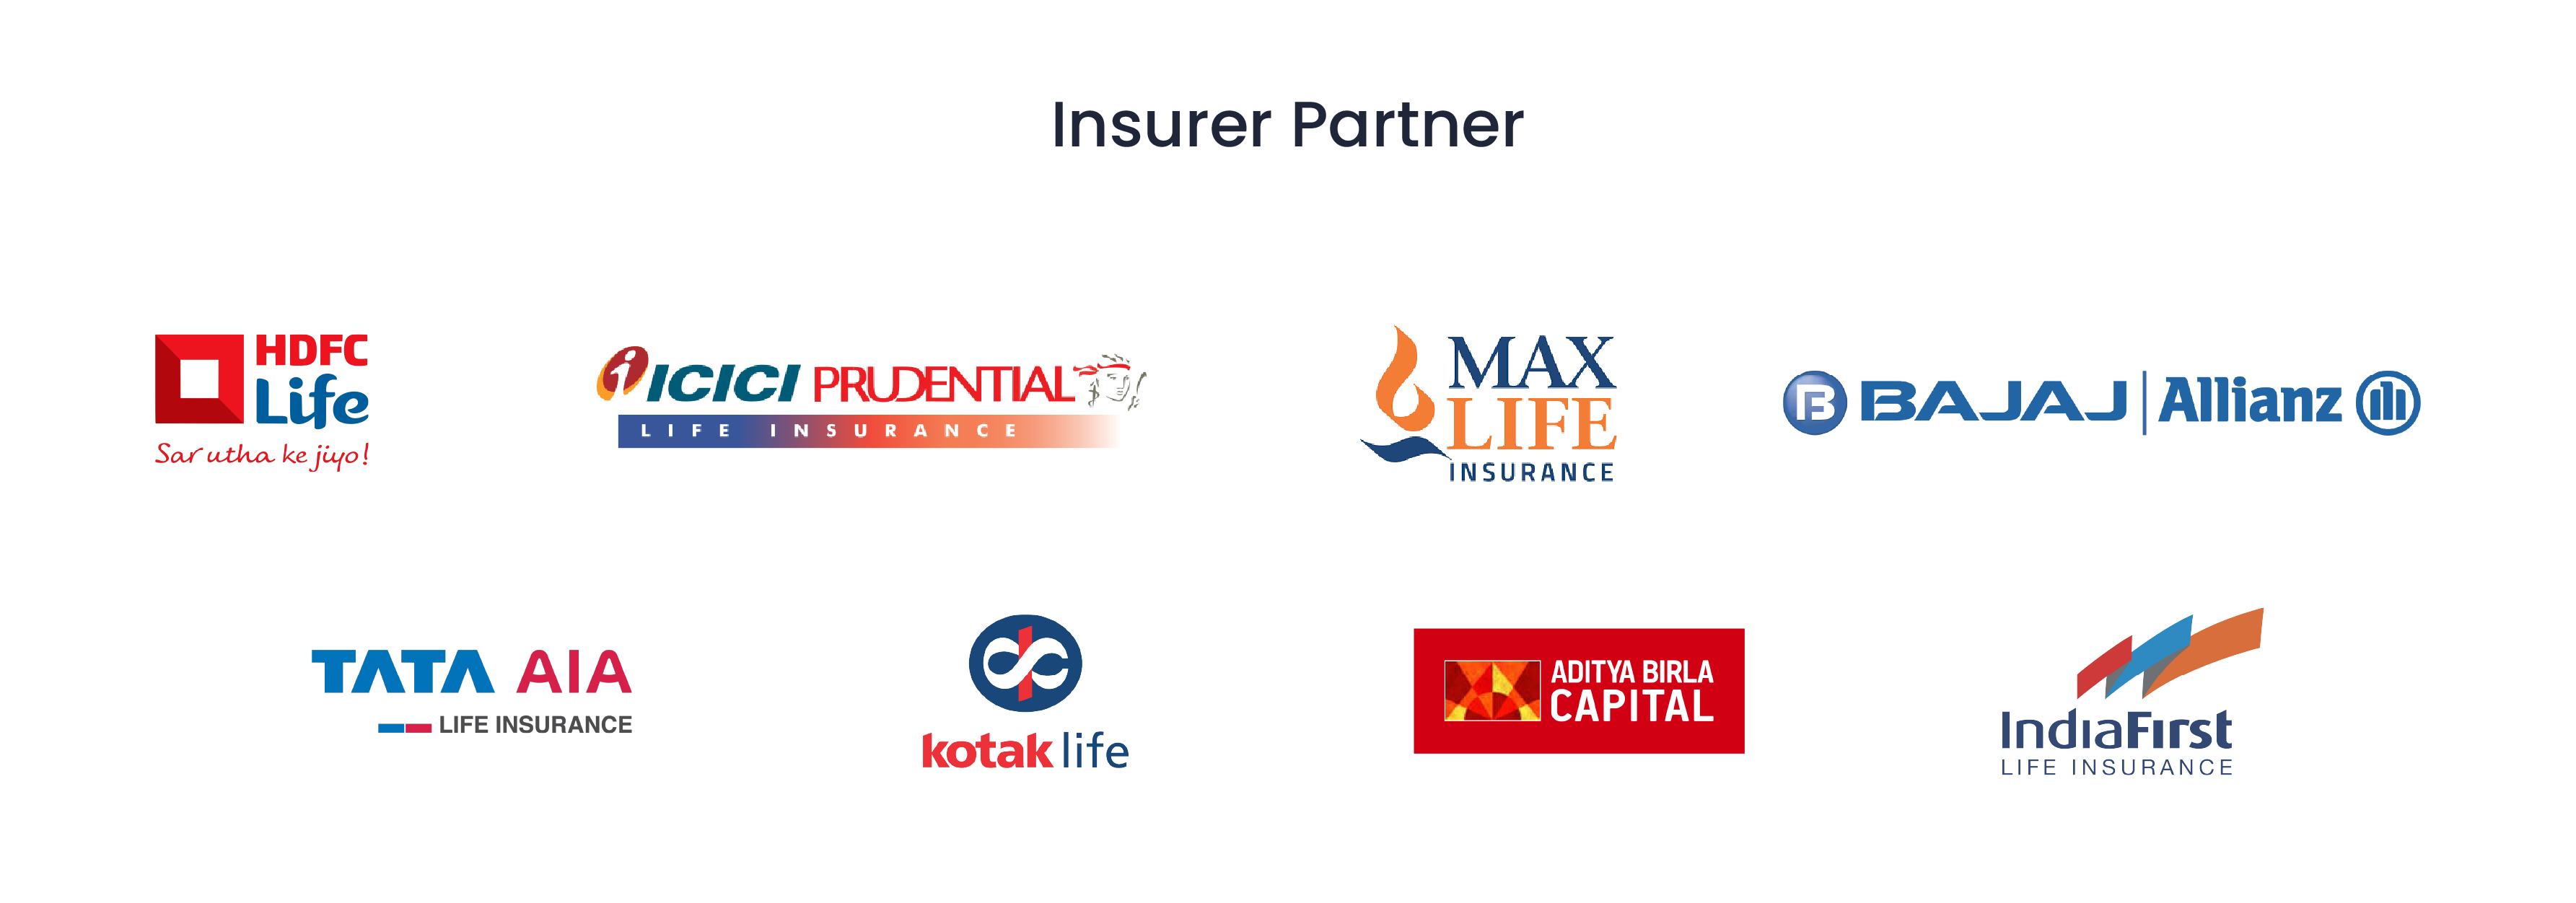 Insurer Partner
HDFC
Life
Sar utha ke jiyo!
i ICICI PRUDENTIAL
LIFE INSURANCE
MAX
LIFE
INSURANCE
B BAJAJ | Allianz
TATA AIA
LIFE INSURANCE
kotak life
ADITYA BIRLA
CAPITAL
IndiaFirst
LIFE INSURANCE